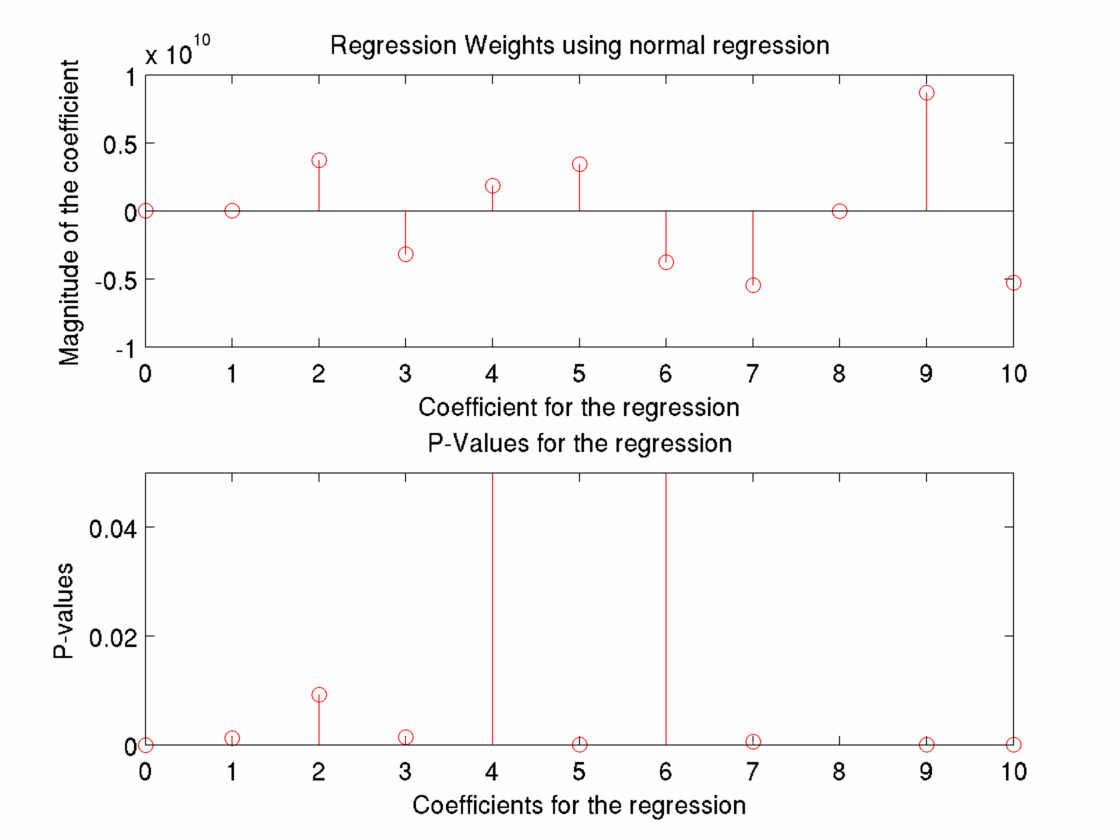 Regression Weights using normal regression
x 10^10
Magnitude of the coefficient
1
0.5
0
-0.5
-1
0 1 2 3 4 5 6 7 8 9 10
Coefficient for the regression
P-Values for the regression
P-values
0.04
0.02
0
0 1 2 3 4 5 6 7 8 9 10
Coefficients for the regression